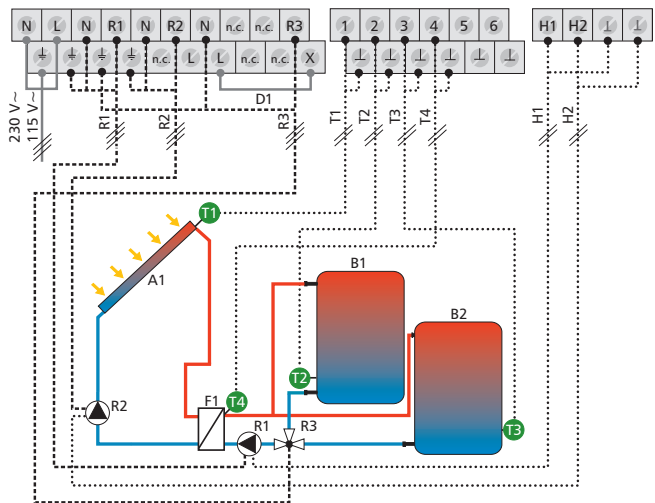 N L N R1 N R2 N n.c. n.c. R3
1 2 3 4 5 6
H1 H2
n.c. L L n.c. n.c. X
D1
230 V~
115 V~
R1
R2
R3
T1
T2
T3
T4
H1
H2
T1
A1
B1
B2
T2
F1
T4
R2
R1
R3
T3